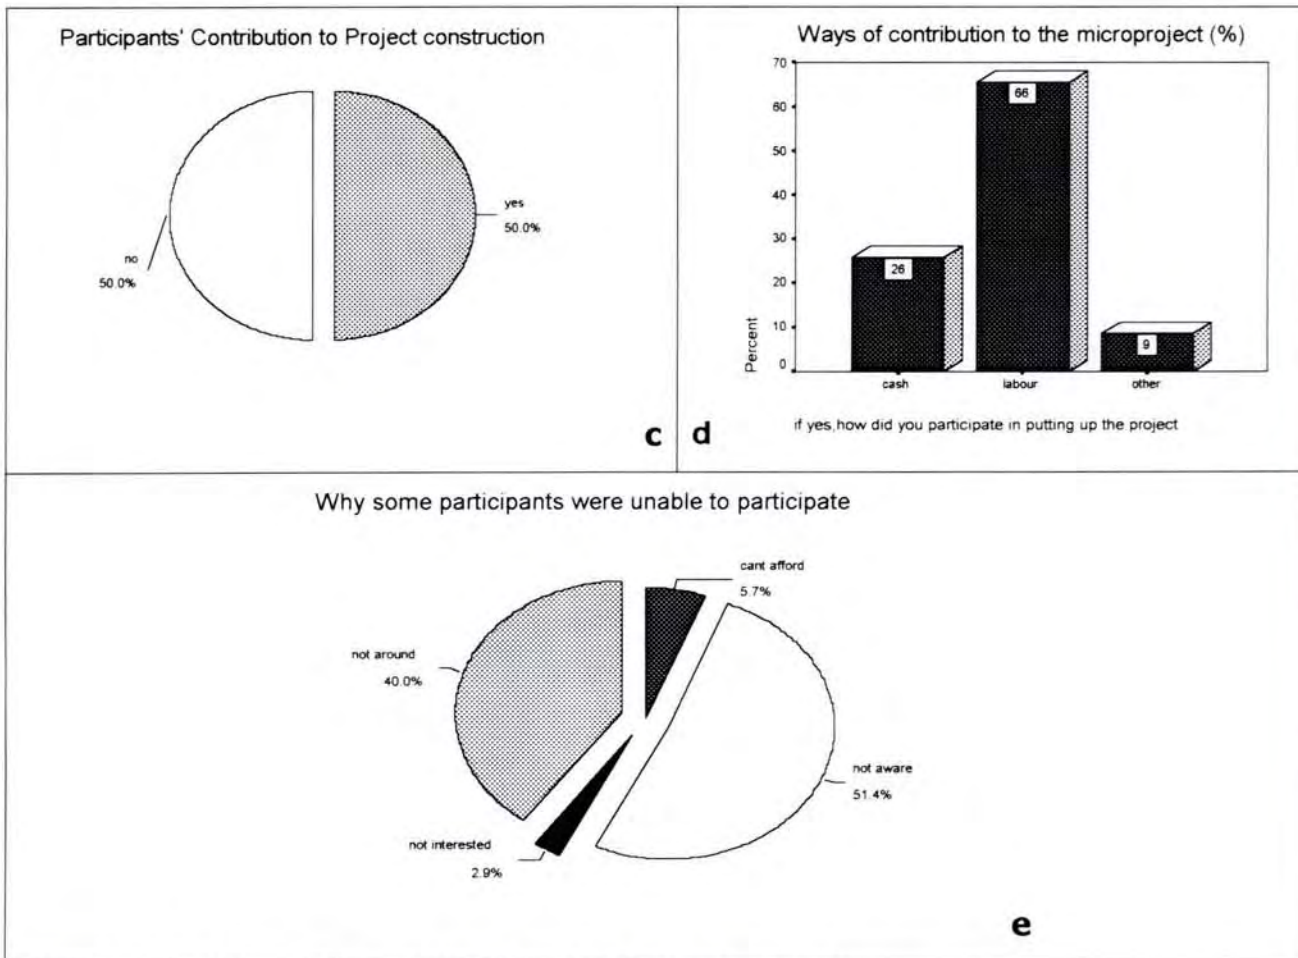 Participants' Contribution to Project construction
yes
50.0%
no
50.0%
c
Ways of contribution to the microproject (%)
70
60
50
40
30
20
10
0
Percent
26
66
9
cash
labour
other
if yes,how did you participate in putting up the project
d
Why some participants were unable to participate
cant afford
5.7%
not around
40.0%
not aware
51.4%
not interested
2.9%
e